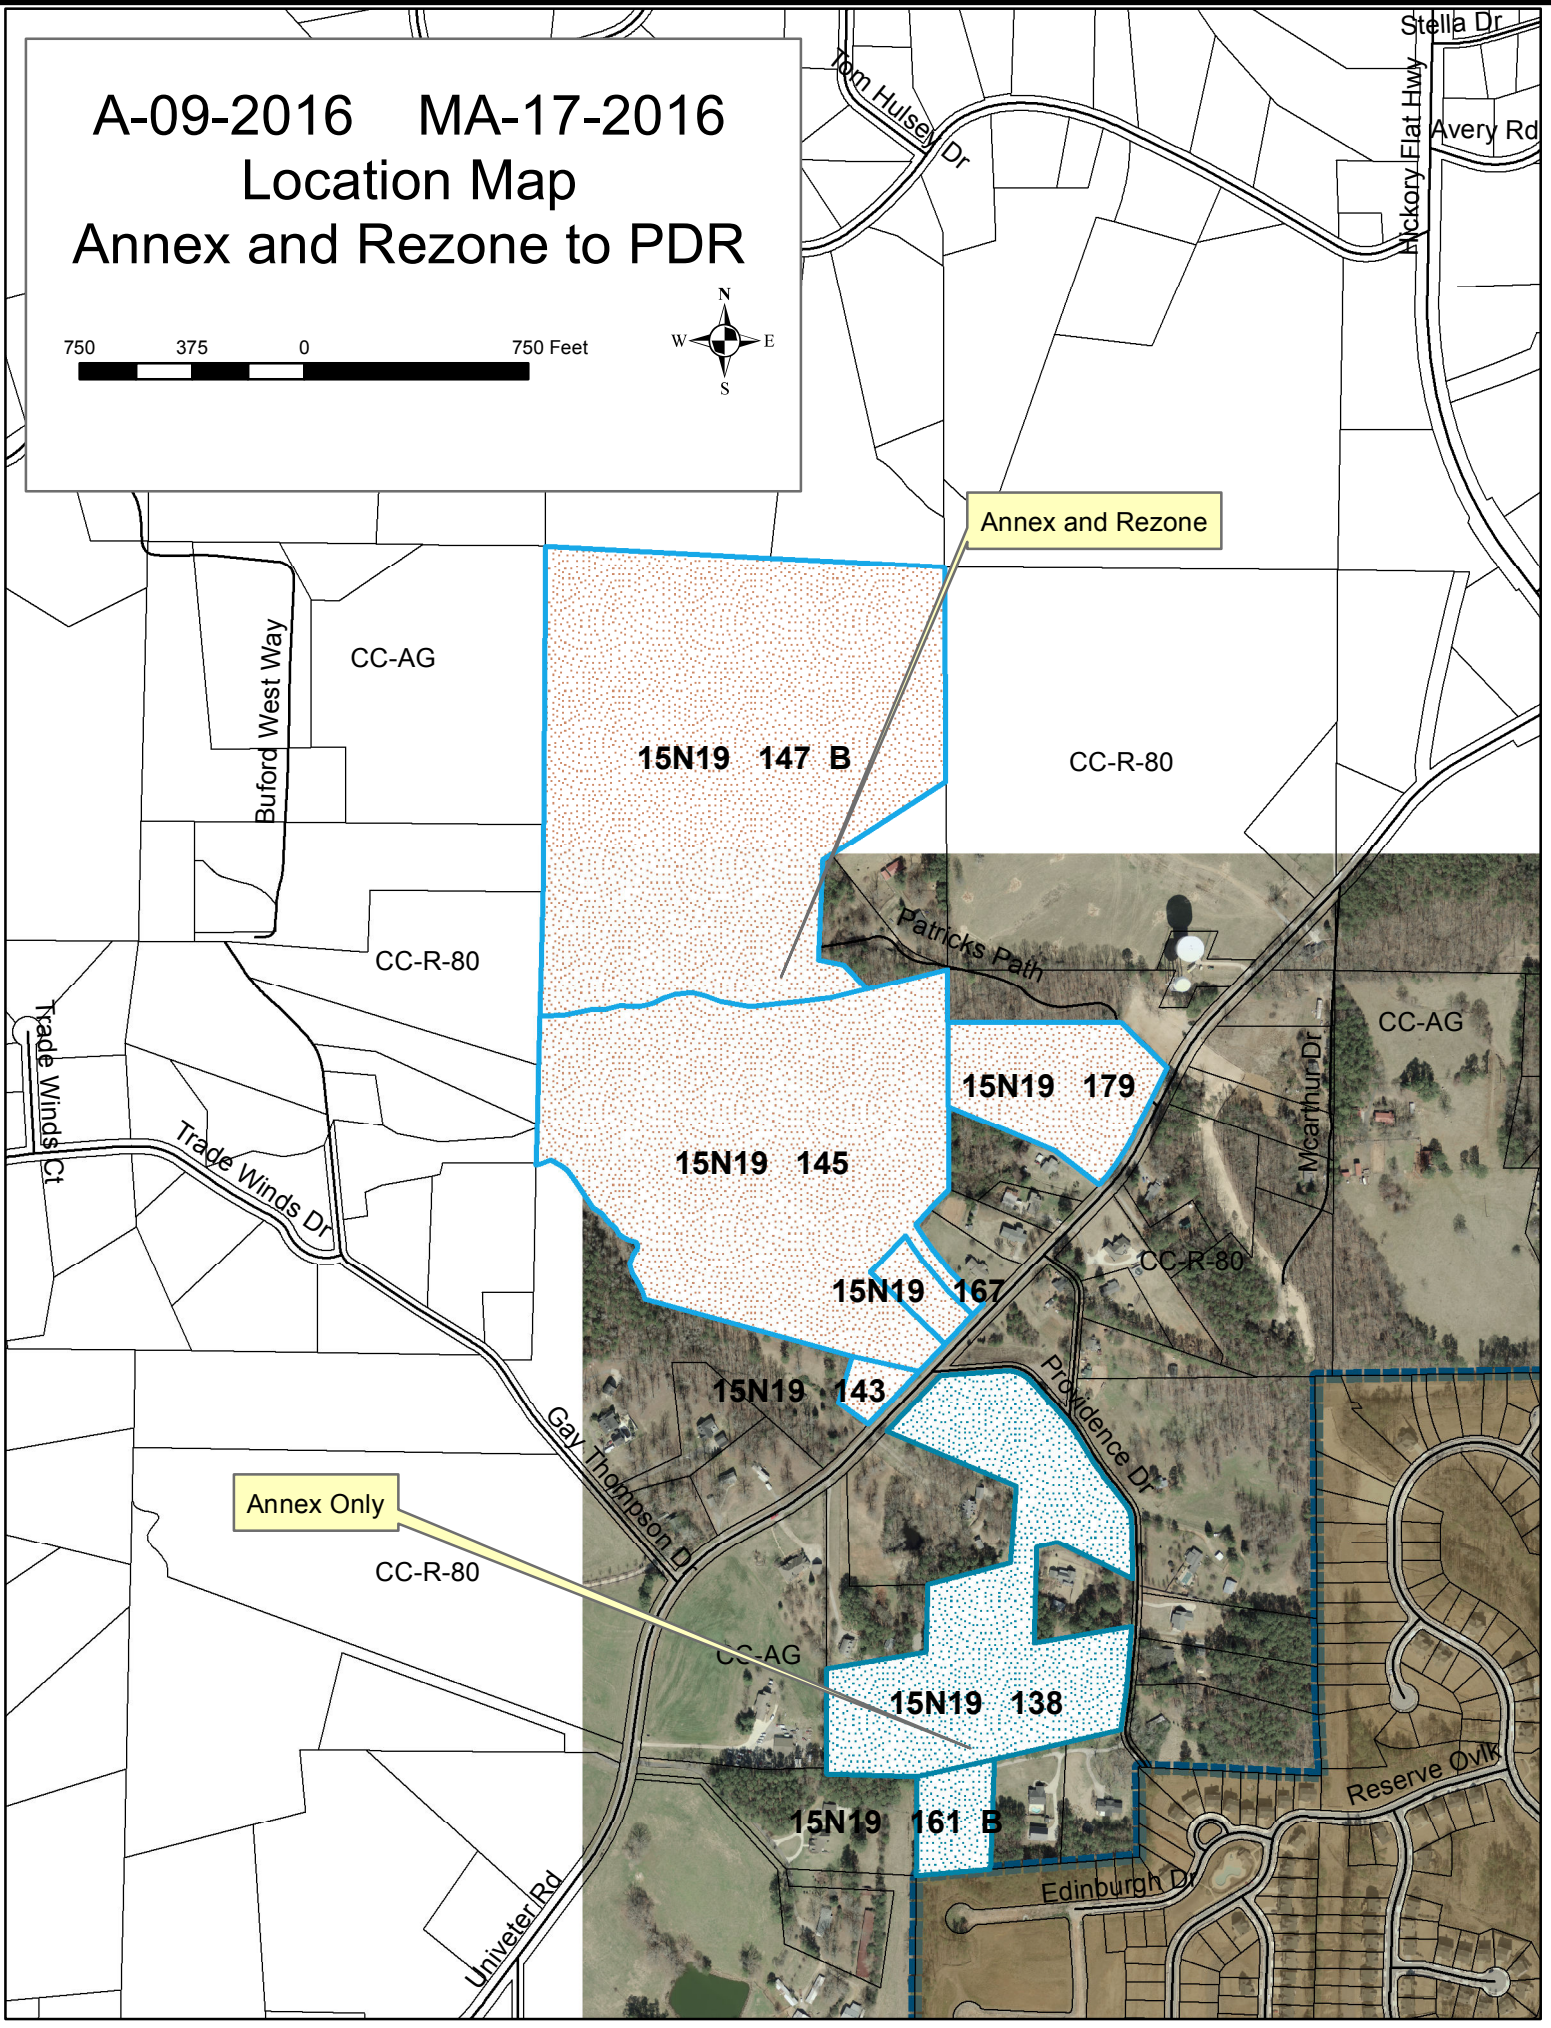 A-09-2016 MA-17-2016
Location Map
Annex and Rezone to PDR
750 375 0 750 Feet
N
W E
S
Stella Dr
Tom Hulsey Dr
Hickory Flat Hwy
Avery Rd
Annex and Rezone
Buford West Way
CC-AG
15N19 147 B
CC-R-80
Patricks Path
CC-R-80
Trade Winds Ct
CC-AG
Mcarthur Dr
15N19 179
Trade Winds Dr
15N19 145
CC-R-80
15N19 167
15N19 143
Providence Dr
Gay Thompson Dr
Annex Only
CC-R-80
CC-AG
15N19 138
Reserve Ovlk
15N19 161 B
Edinburgh Dr
Univeter Rd